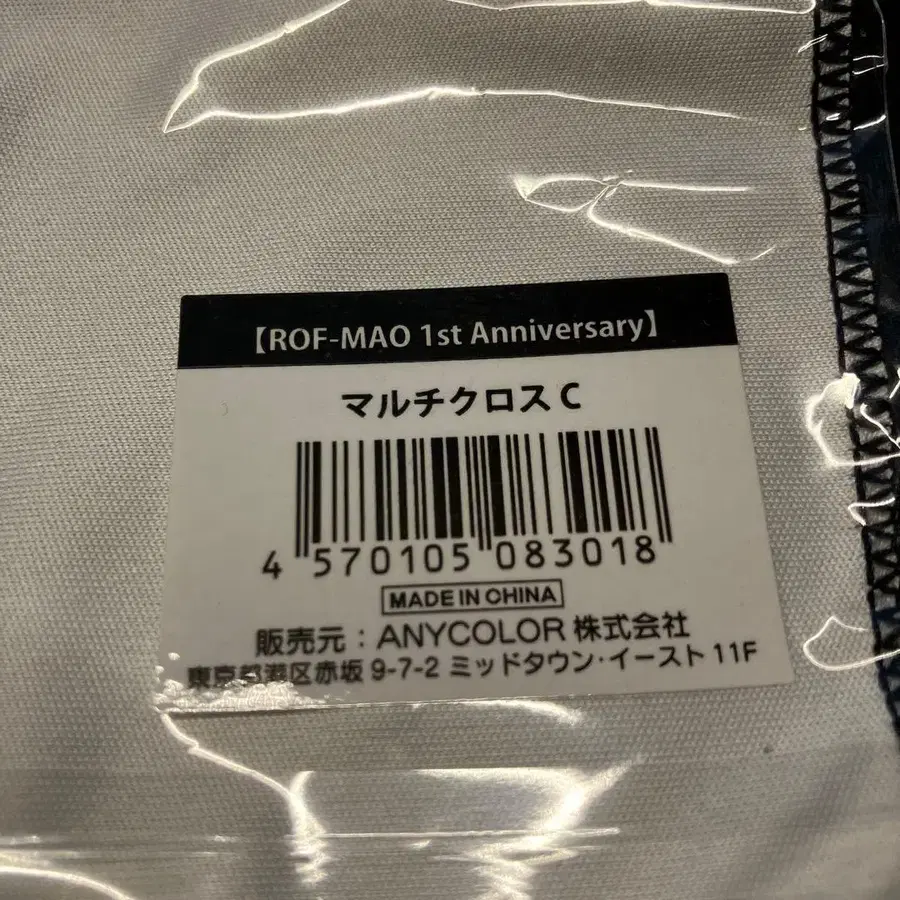 【ROF-MAO 1st Anniversary】
マルチクロス C
4 570105 083018
MADE IN CHINA
販売元：ANYCOLOR 株式会社
東京都港区赤坂 9-7-2 ミッドタウン・イースト 11F